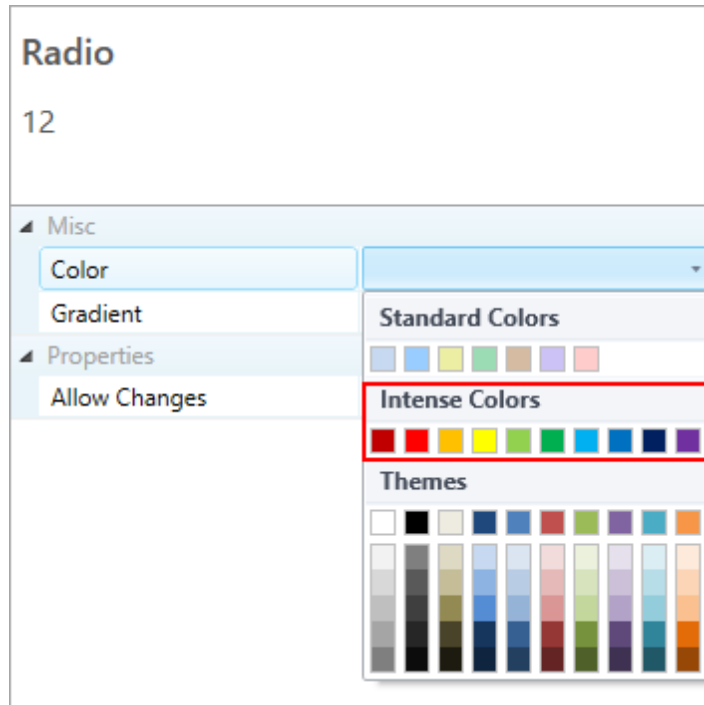 Radio
12
Misc
Color
Gradient
Standard Colors
Properties
Allow Changes
Intense Colors
Themes